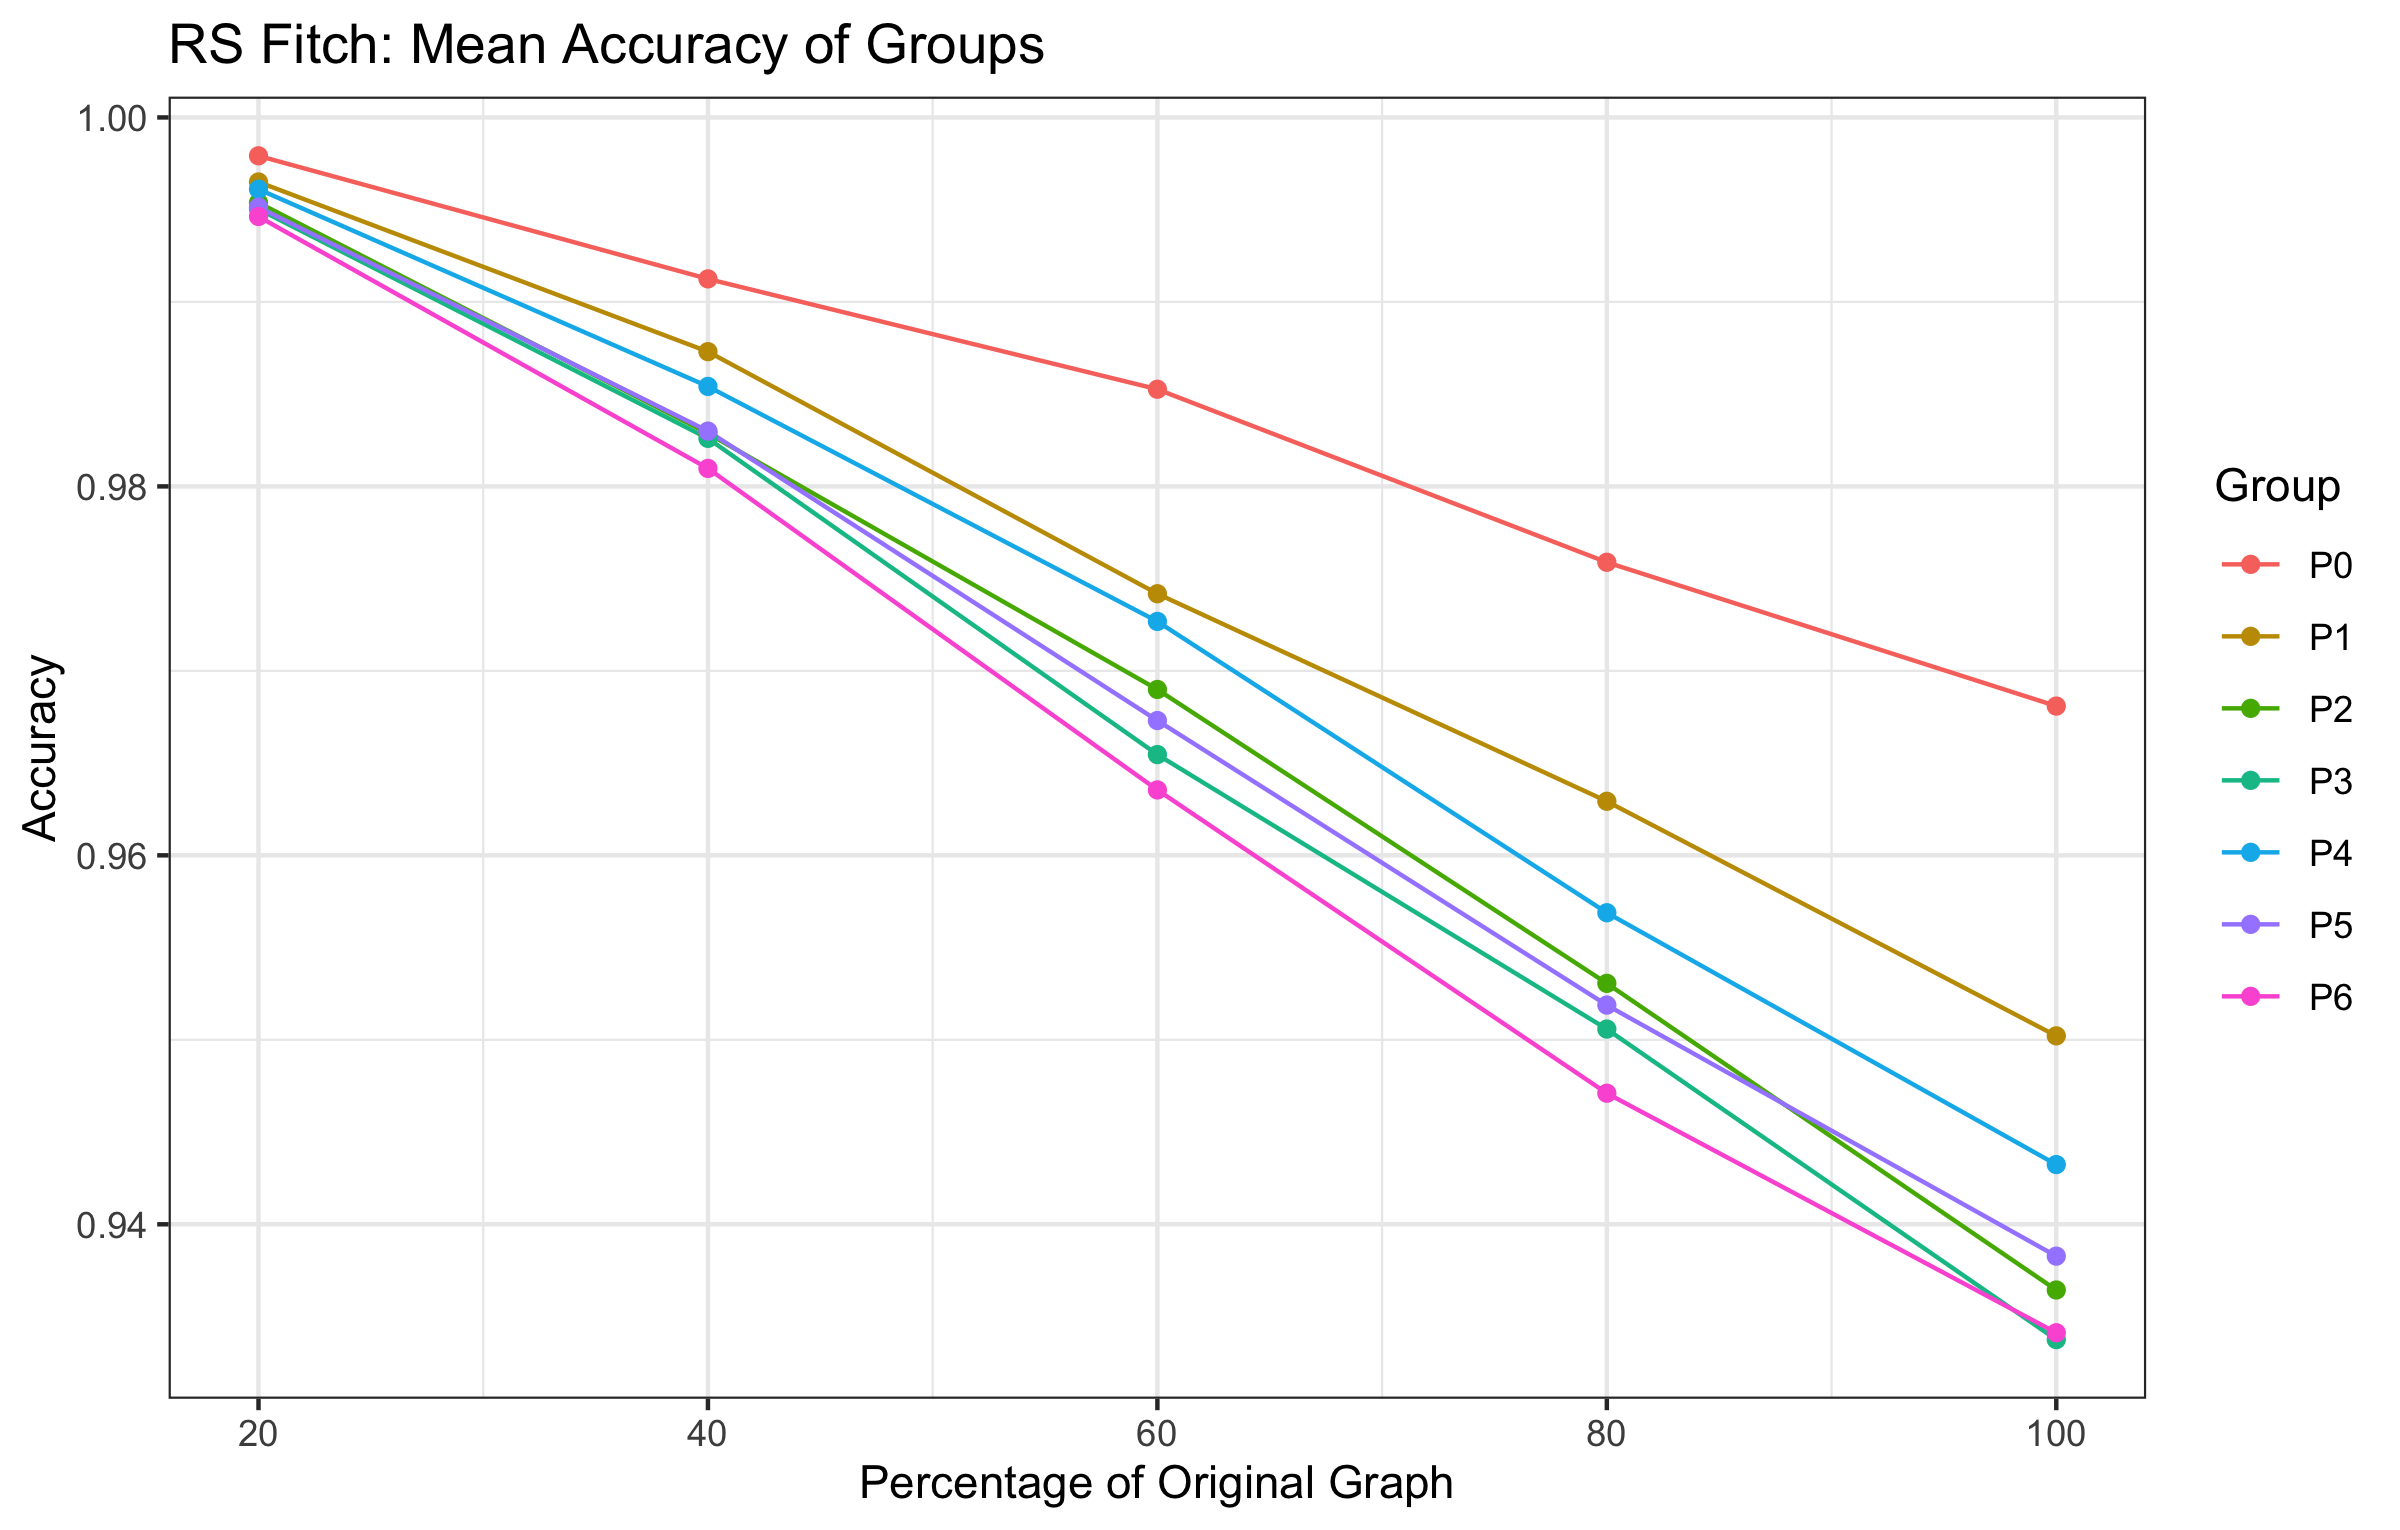 RS Fitch: Mean Accuracy of Groups
1.00
0.98
0.96
0.94
Accuracy
20 40 60 80 100
Percentage of Original Graph
Group
P0
P1
P2
P3
P4
P5
P6